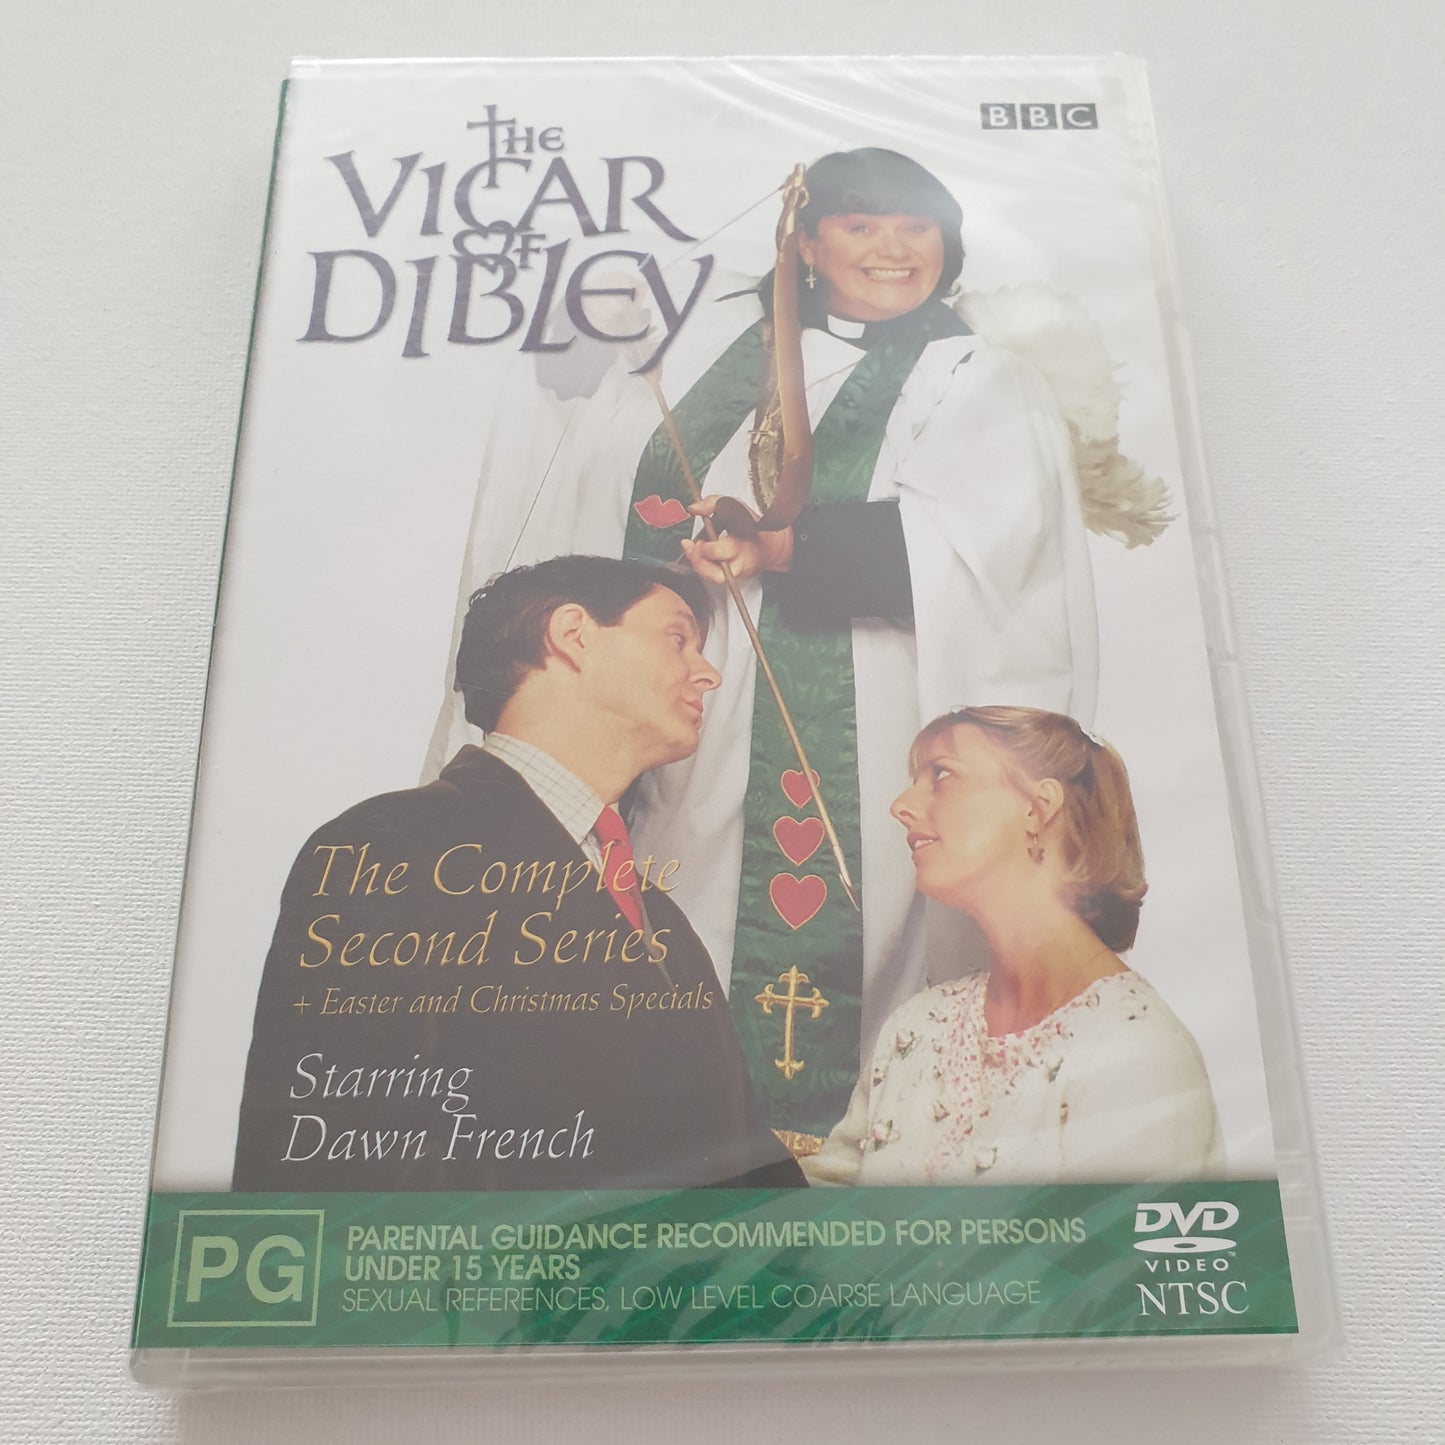 BBC
THE
VICAR
OF
DIBLEY
The Complete
Second Series
+ Easter and Christmas Specials
Starring
Dawn French
PG
PARENTAL GUIDANCE RECOMMENDED FOR PERSONS
UNDER 15 YEARS
SEXUAL REFERENCES, LOW LEVEL COARSE LANGUAGE
DVD
VIDEO
NTSC